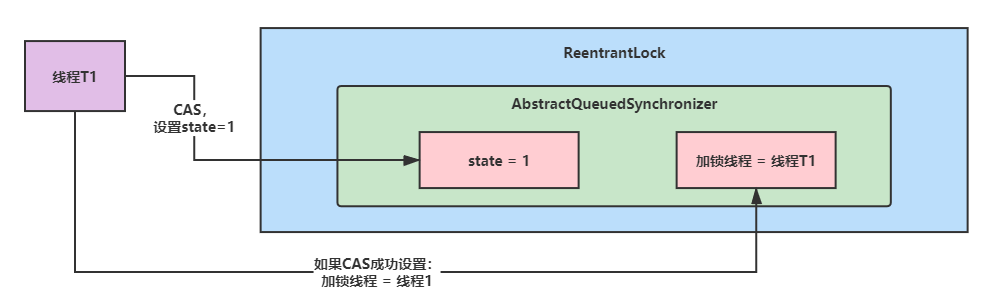 ReentrantLock
线程T1
AbstractQueuedSynchronizer
CAS，
设置state=1
state = 1
加锁线程 = 线程T1
如果CAS成功设置：
加锁线程 = 线程1